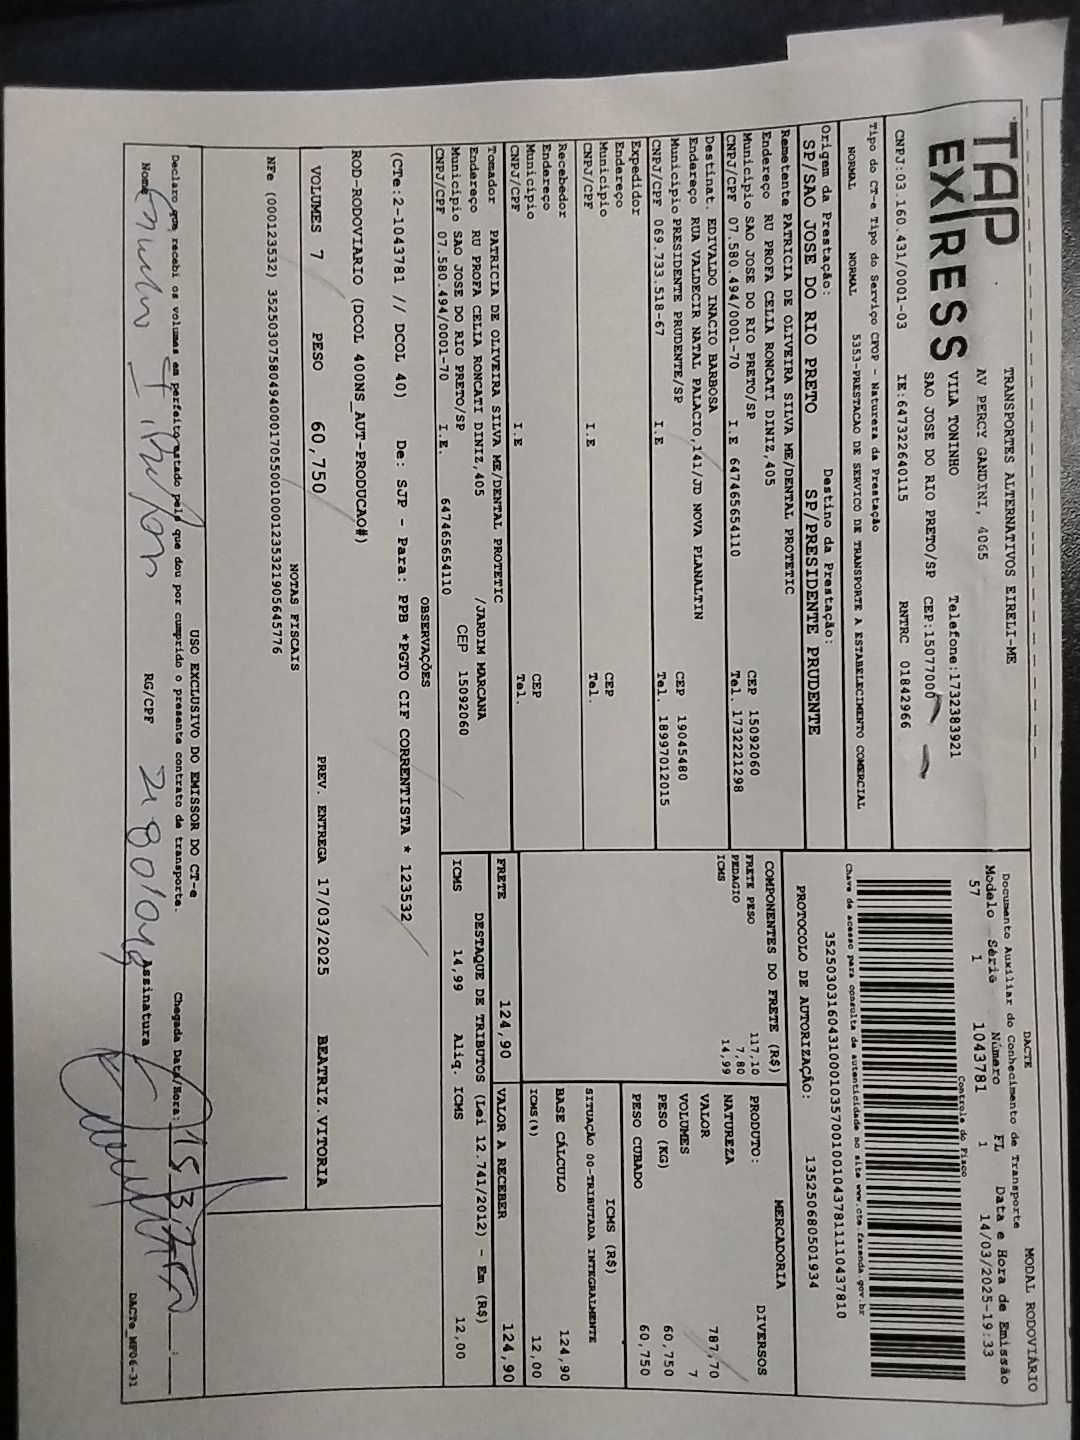 TAP
EXPRESS
TRANSPORTES ALTERNATIVOS EIRELI-ME
AV PERCY GANDINI, 4065
VILA TONINHO Telefone:1732383921
SAO JOSE DO RIO PRETO/SP CEP:15077000
CNPJ:03.160.431/0001-03 IE:647322640115 RNTRC 01842966
Tipo do CT-e Tipo do Serviço CFOP - Natureza da Prestação
NORMAL NORMAL 5353-PRESTACAO DE SERVICO DE TRANSPORTE A ESTABELECIMENTO COMERCIAL
Origem da Prestação: Destino da Prestação:
SP/SAO JOSE DO RIO PRETO SP/PRESIDENTE PRUDENTE
Remetente PATRICIA DE OLIVEIRA SILVA ME/DENTAL PROTETIC
Endereço RU PROFA CELIA RONCATI DINIZ,405
Município SAO JOSE DO RIO PRETO/SP CEP 15092060
CNPJ/CPF 07.580.494/0001-70 I.E 647465654110 Tel. 1732221298
Destinat. EDIVALDO INACIO BARBOSA
Endereço RUA VALDECIR NATAL PALACIO,141/JD NOVA PLANALTIN
Município PRESIDENTE PRUDENTE/SP CEP 19045480
CNPJ/CPF 069.733.518-67 I.E Tel. 18997012015
Expedidor
Endereço
Município CEP
CNPJ/CPF I.E Tel.
Recebedor
Endereço
Município CEP
CNPJ/CPF I.E Tel.
Tomador PATRICIA DE OLIVEIRA SILVA ME/DENTAL PROTETIC
Endereço RU PROFA CELIA RONCATI DINIZ,405 /JARDIM MARCANA
Município SAO JOSE DO RIO PRETO/SP CEP 15092060
CNPJ/CPF 07.580.494/0001-70 I.E. 647465654110
DACTE MODAL RODOVIÁRIO
Documento Auxiliar do Conhecimento de Transporte
Modelo Série Número FL Data e Hora de Emissão
57 1 1043781 1 14/03/2025-19:33
Controle do Fisco
Chave de acesso para consulta de autenticidade no site www.cte.fazenda.gov.br
35250303160431000103570010010437811110437810
PROTOCOLO DE AUTORIZAÇÃO: 135250680501934
COMPONENTES DO FRETE (R$)
FRETE PESO 117,10
PEDAGIO 7,80
ICMS 14,99
MERCADORIA
PRODUTO: DIVERSOS
NATUREZA
VALOR 787,70
VOLUMES 7
PESO (KG) 60,750
PESO CUBADO 60,750
ICMS (R$)
SITUAÇÃO 00-TRIBUTADA INTEGRALMENTE
BASE CÁLCULO 124,90
ICMS(%) 12,00
FRETE 124,90 VALOR A RECEBER 124,90
DESTAQUE DE TRIBUTOS (Lei 12.741/2012) - Em (R$)
ICMS 14,99 Aliq. ICMS 12,00
OBSERVAÇÕES
(CTe:2-1043781 // DCOL 40) De: SJP - Para: PPB *PGTO CIF CORRENTISTA * 123532
ROD-RODOVIARIO (DCOL 400NS_AUT-PRODUCAO#)
VOLUMES 7 PESO 60,750 PREV. ENTREGA 17/03/2025 BEATRIZ.VITORIA
NOTAS FISCAIS
NFe (000123532) 35250307580494000170550010001235321905645776
USO EXCLUSIVO DO EMISSOR DO CT-e
Declaro que recebi os volumes em perfeito estado pelo que dou por cumprido o presente contrato de transporte. Chegada Data/Hora:
Nome RG/CPF Assinatura
DACTe_MP06-31